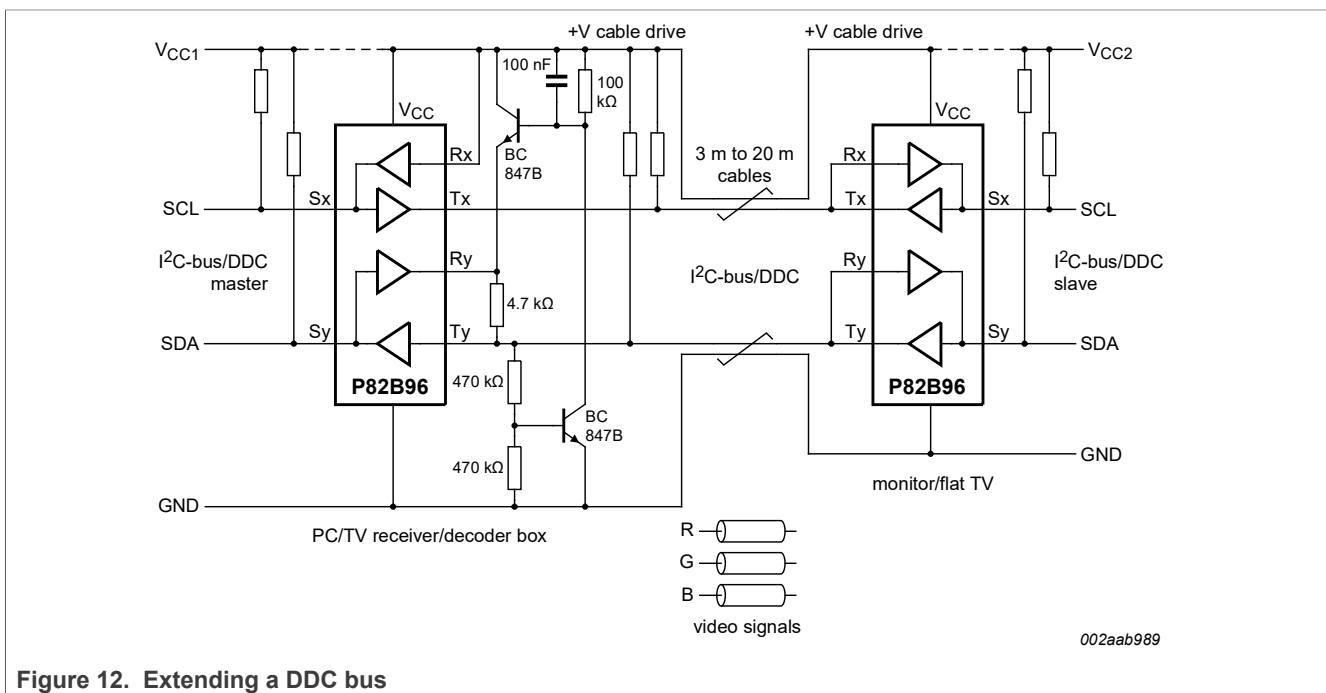 +V cable drive
+V cable drive
VCC1
VCC2
100 nF
100
kΩ
VCC
VCC
Rx
BC
847B
3 m to 20 m
cables
Rx
SCL
Sx
Tx
Tx
Sx
SCL
I2C-bus/DDC
master
Ry
I2C-bus/DDC
Ry
I2C-bus/DDC
slave
4.7 kΩ
SDA
Sy
Ty
Ty
Sy
SDA
P82B96
470 kΩ
BC
847B
P82B96
470 kΩ
GND
monitor/flat TV
GND
PC/TV receiver/decoder box
R
G
B
video signals
002aab989
Figure 12. Extending a DDC bus